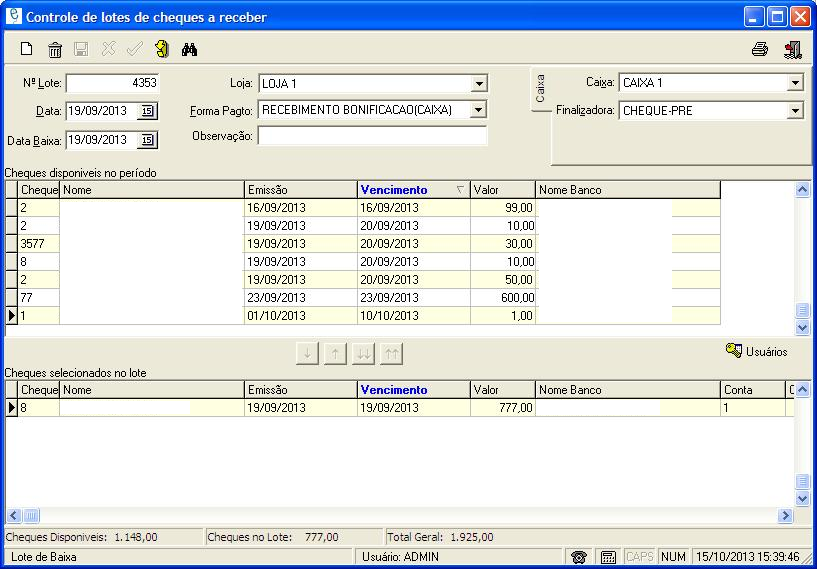 Controle de lotes de cheques a receber
Nº Lote: 4353 Loja: LOJA 1 Caixa Caixa: CAIXA 1
Data: 19/09/2013 15 Forma Pagto: RECEBIMENTO BONIFICACAO(CAIXA) Finalizadora: CHEQUE-PRE
Data Baixa: 19/09/2013 15 Observação:
Cheques disponiveis no período
Cheque Nome Emissão Vencimento Valor Nome Banco
2 16/09/2013 16/09/2013 99,00
2 19/09/2013 20/09/2013 10,00
3577 19/09/2013 20/09/2013 30,00
8 19/09/2013 20/09/2013 10,00
2 19/09/2013 20/09/2013 50,00
77 23/09/2013 23/09/2013 600,00
1 01/10/2013 10/10/2013 1,00
Usuários
Cheques selecionados no lote
Cheque Nome Emissão Vencimento Valor Nome Banco Conta C
8 19/09/2013 19/09/2013 777,00 1
Cheques Disponiveis: 1.148,00 Cheques no Lote: 777,00 Total Geral: 1.925,00
Lote de Baixa Usuário: ADMIN CAPS NUM 15/10/2013 15:39:46